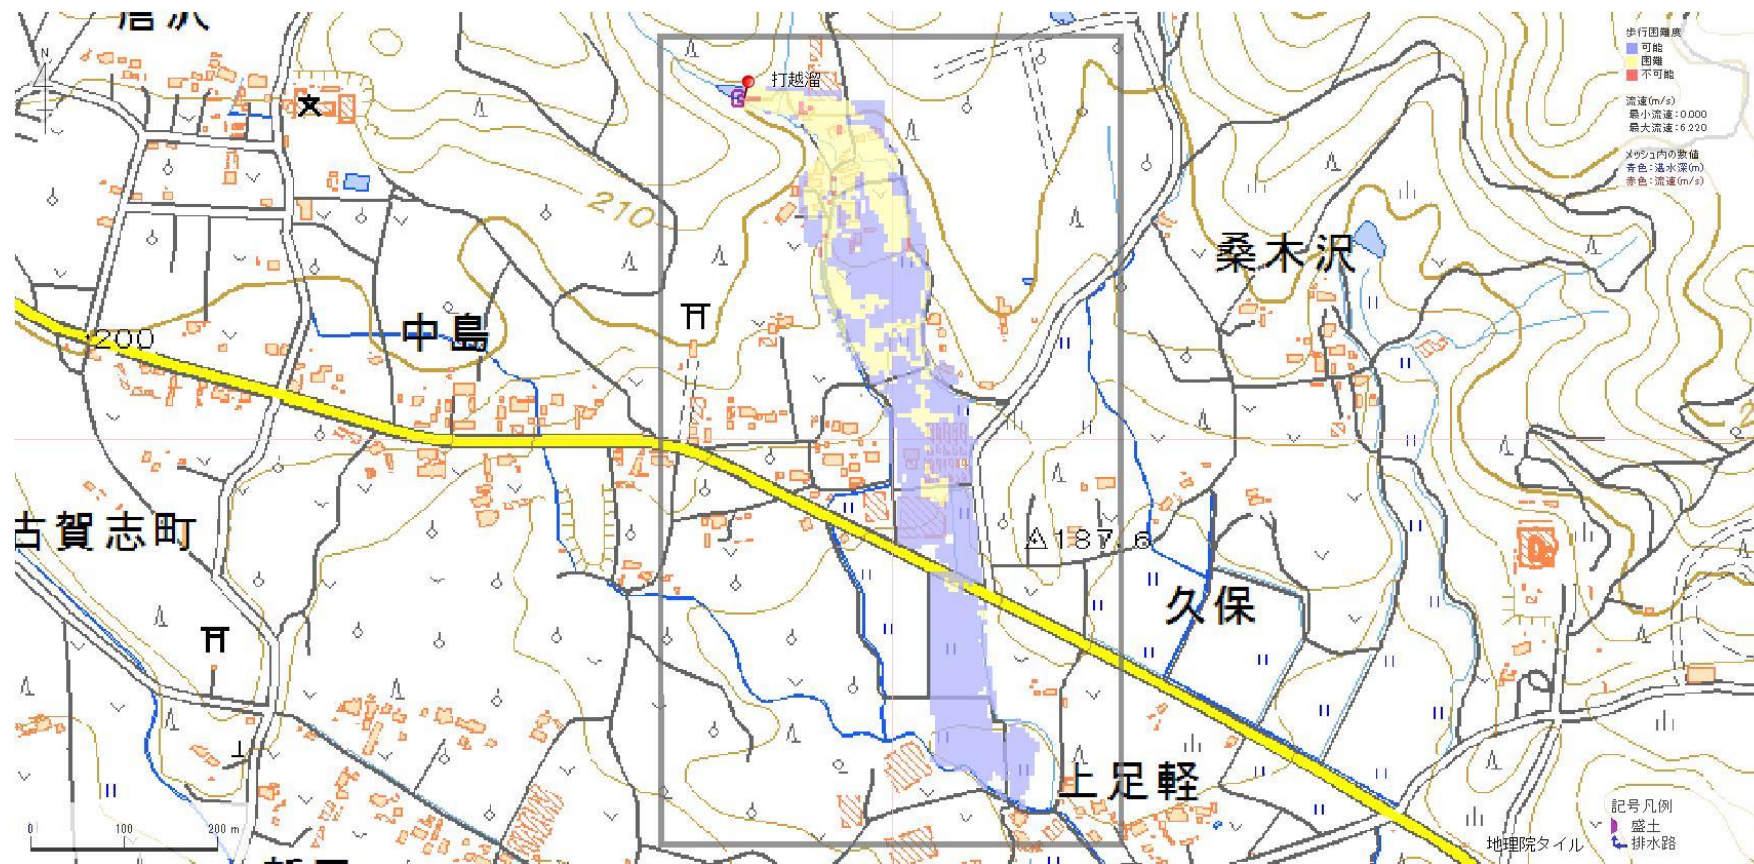 唐沢
打越溜
歩行困難度
可能
困難
不可能
流速(m/s)
最小流速:0.000
最大流速:6.220
メッシュ内の数値
青色:湛水深(m)
赤色:流速(m/s)
N
210
桑木沢
200
中島
古賀志町
187.6
久保
上足軽
0
100
200 m
記号凡例
盛土
排水路
地理院タイル